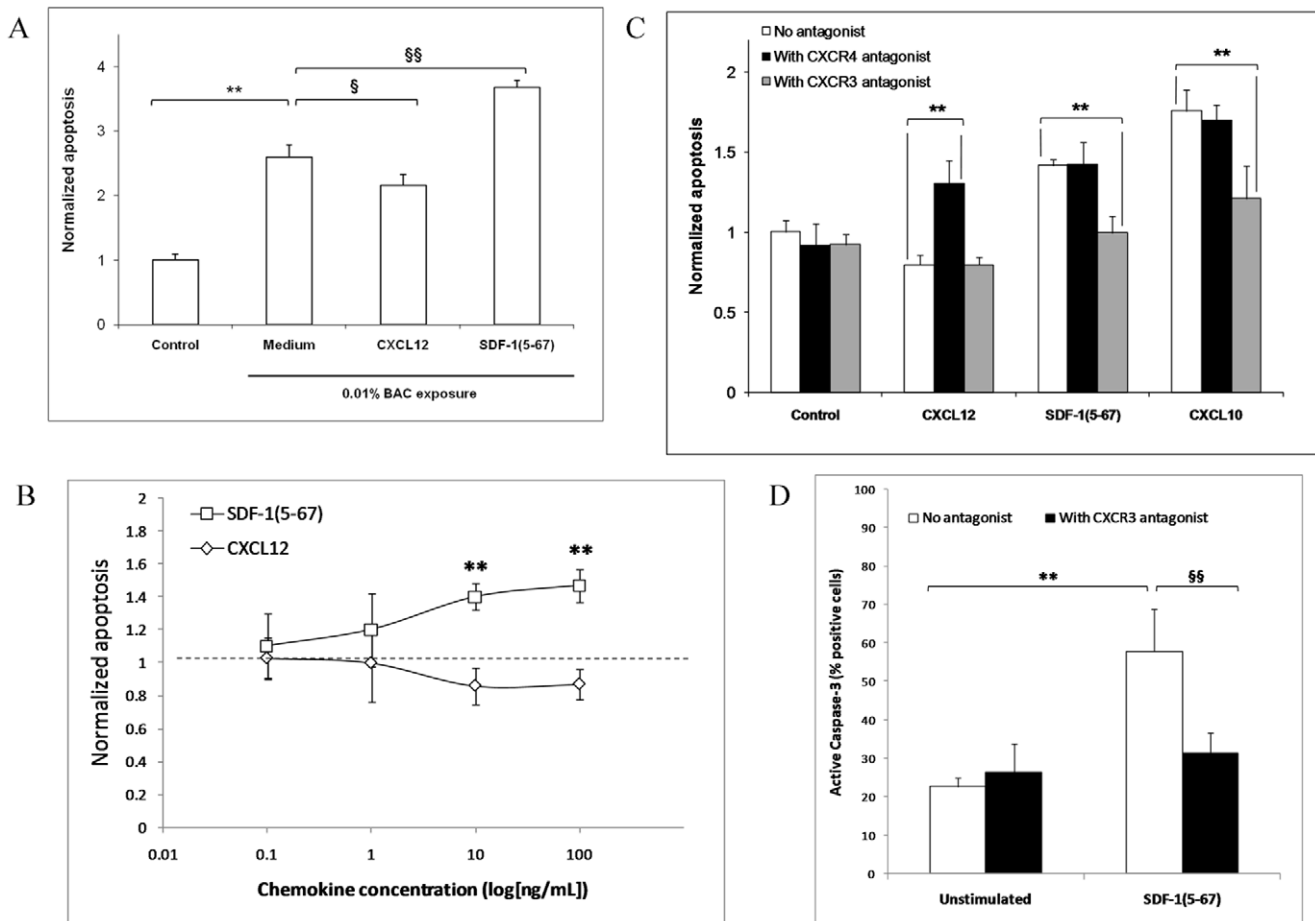 A
Normalized apoptosis
4
3
2
1
0
**
§
§§
Control Medium CXCL12 SDF-1(5-67)
0.01% BAC exposure
B
Normalized apoptosis
2
1.8
1.6
1.4
1.2
1
0.8
0.6
0.4
0.2
0
SDF-1(5-67)
CXCL12
** **
0.01 0.1 1 10 100
Chemokine concentration (log[ng/mL])
C
No antagonist
With CXCR4 antagonist
With CXCR3 antagonist
Normalized apoptosis
2
1.5
1
0.5
0
** ** **
Control CXCL12 SDF-1(5-67) CXCL10
D
Active Caspase-3 (% positive cells)
100
90
80
70
60
50
40
30
20
10
0
No antagonist With CXCR3 antagonist
** §§
Unstimulated SDF-1(5-67)